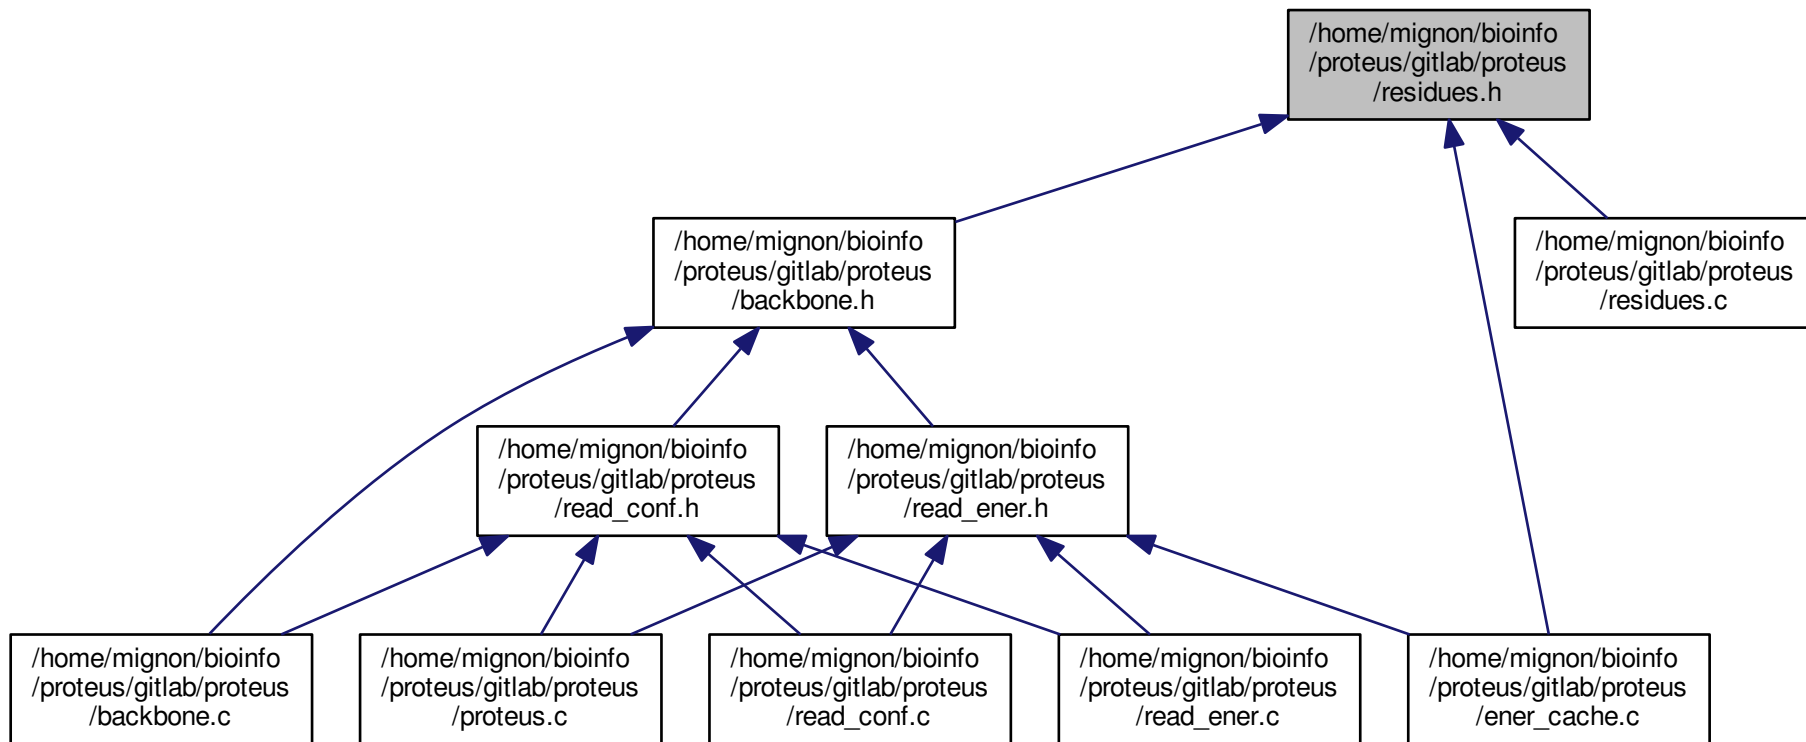 /home/mignon/bioinfo
/proteus/gitlab/proteus
/residues.h
/home/mignon/bioinfo
/proteus/gitlab/proteus
/backbone.h
/home/mignon/bioinfo
/proteus/gitlab/proteus
/residues.c
/home/mignon/bioinfo
/proteus/gitlab/proteus
/read_conf.h
/home/mignon/bioinfo
/proteus/gitlab/proteus
/read_ener.h
/home/mignon/bioinfo
/proteus/gitlab/proteus
/backbone.c
/home/mignon/bioinfo
/proteus/gitlab/proteus
/proteus.c
/home/mignon/bioinfo
/proteus/gitlab/proteus
/read_conf.c
/home/mignon/bioinfo
/proteus/gitlab/proteus
/read_ener.c
/home/mignon/bioinfo
/proteus/gitlab/proteus
/ener_cache.c